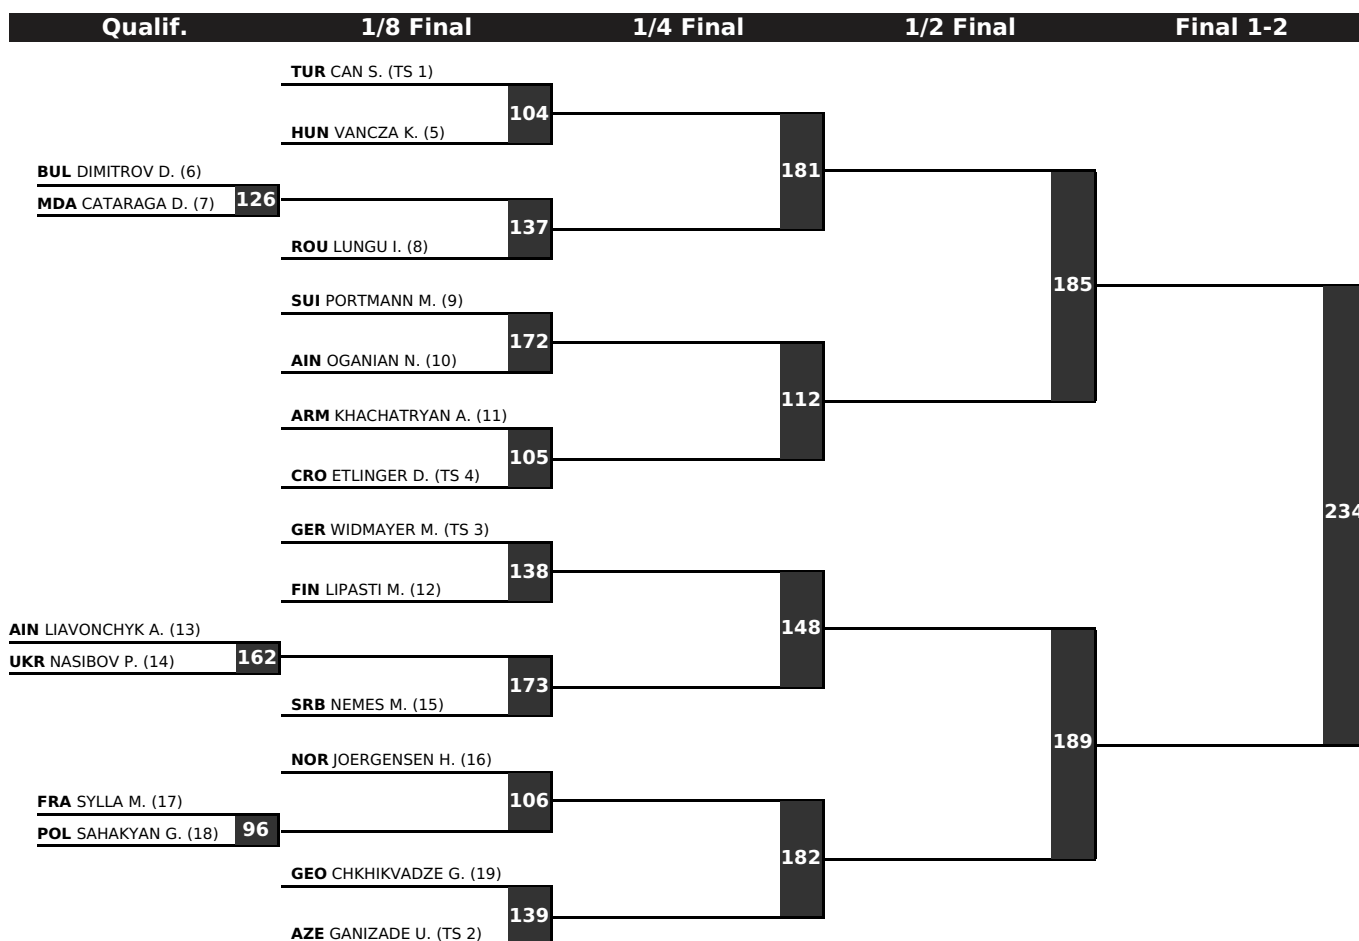 Qualif. 1/8 Final 1/4 Final 1/2 Final Final 1-2
TUR CAN S. (TS 1)
104
HUN VANCZA K. (5)
181
BUL DIMITROV D. (6)
MDA CATARAGA D. (7) 126
137
ROU LUNGU I. (8)
185
SUI PORTMANN M. (9)
172
AIN OGANIAN N. (10)
112
ARM KHACHATRYAN A. (11)
105
CRO ETLINGER D. (TS 4)
234
GER WIDMAYER M. (TS 3)
138
FIN LIPASTI M. (12)
148
AIN LIAVONCHYK A. (13)
UKR NASIBOV P. (14) 162
173
SRB NEMES M. (15)
189
NOR JOERGENSEN H. (16)
106
FRA SYLLA M. (17)
POL SAHAKYAN G. (18) 96
182
GEO CHKHIKVADZE G. (19)
139
AZE GANIZADE U. (TS 2)